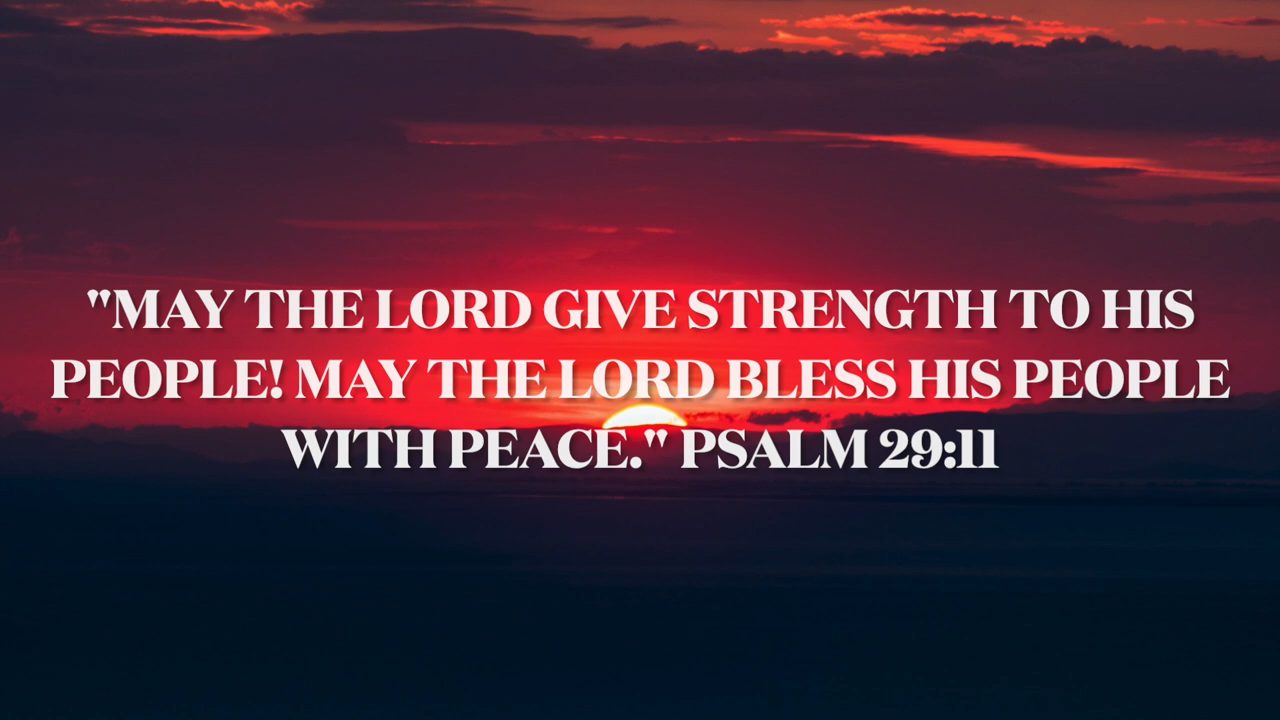 "MAY THE LORD GIVE STRENGTH TO HIS
PEOPLE! MAY THE LORD BLESS HIS PEOPLE
WITH PEACE." PSALM 29:11